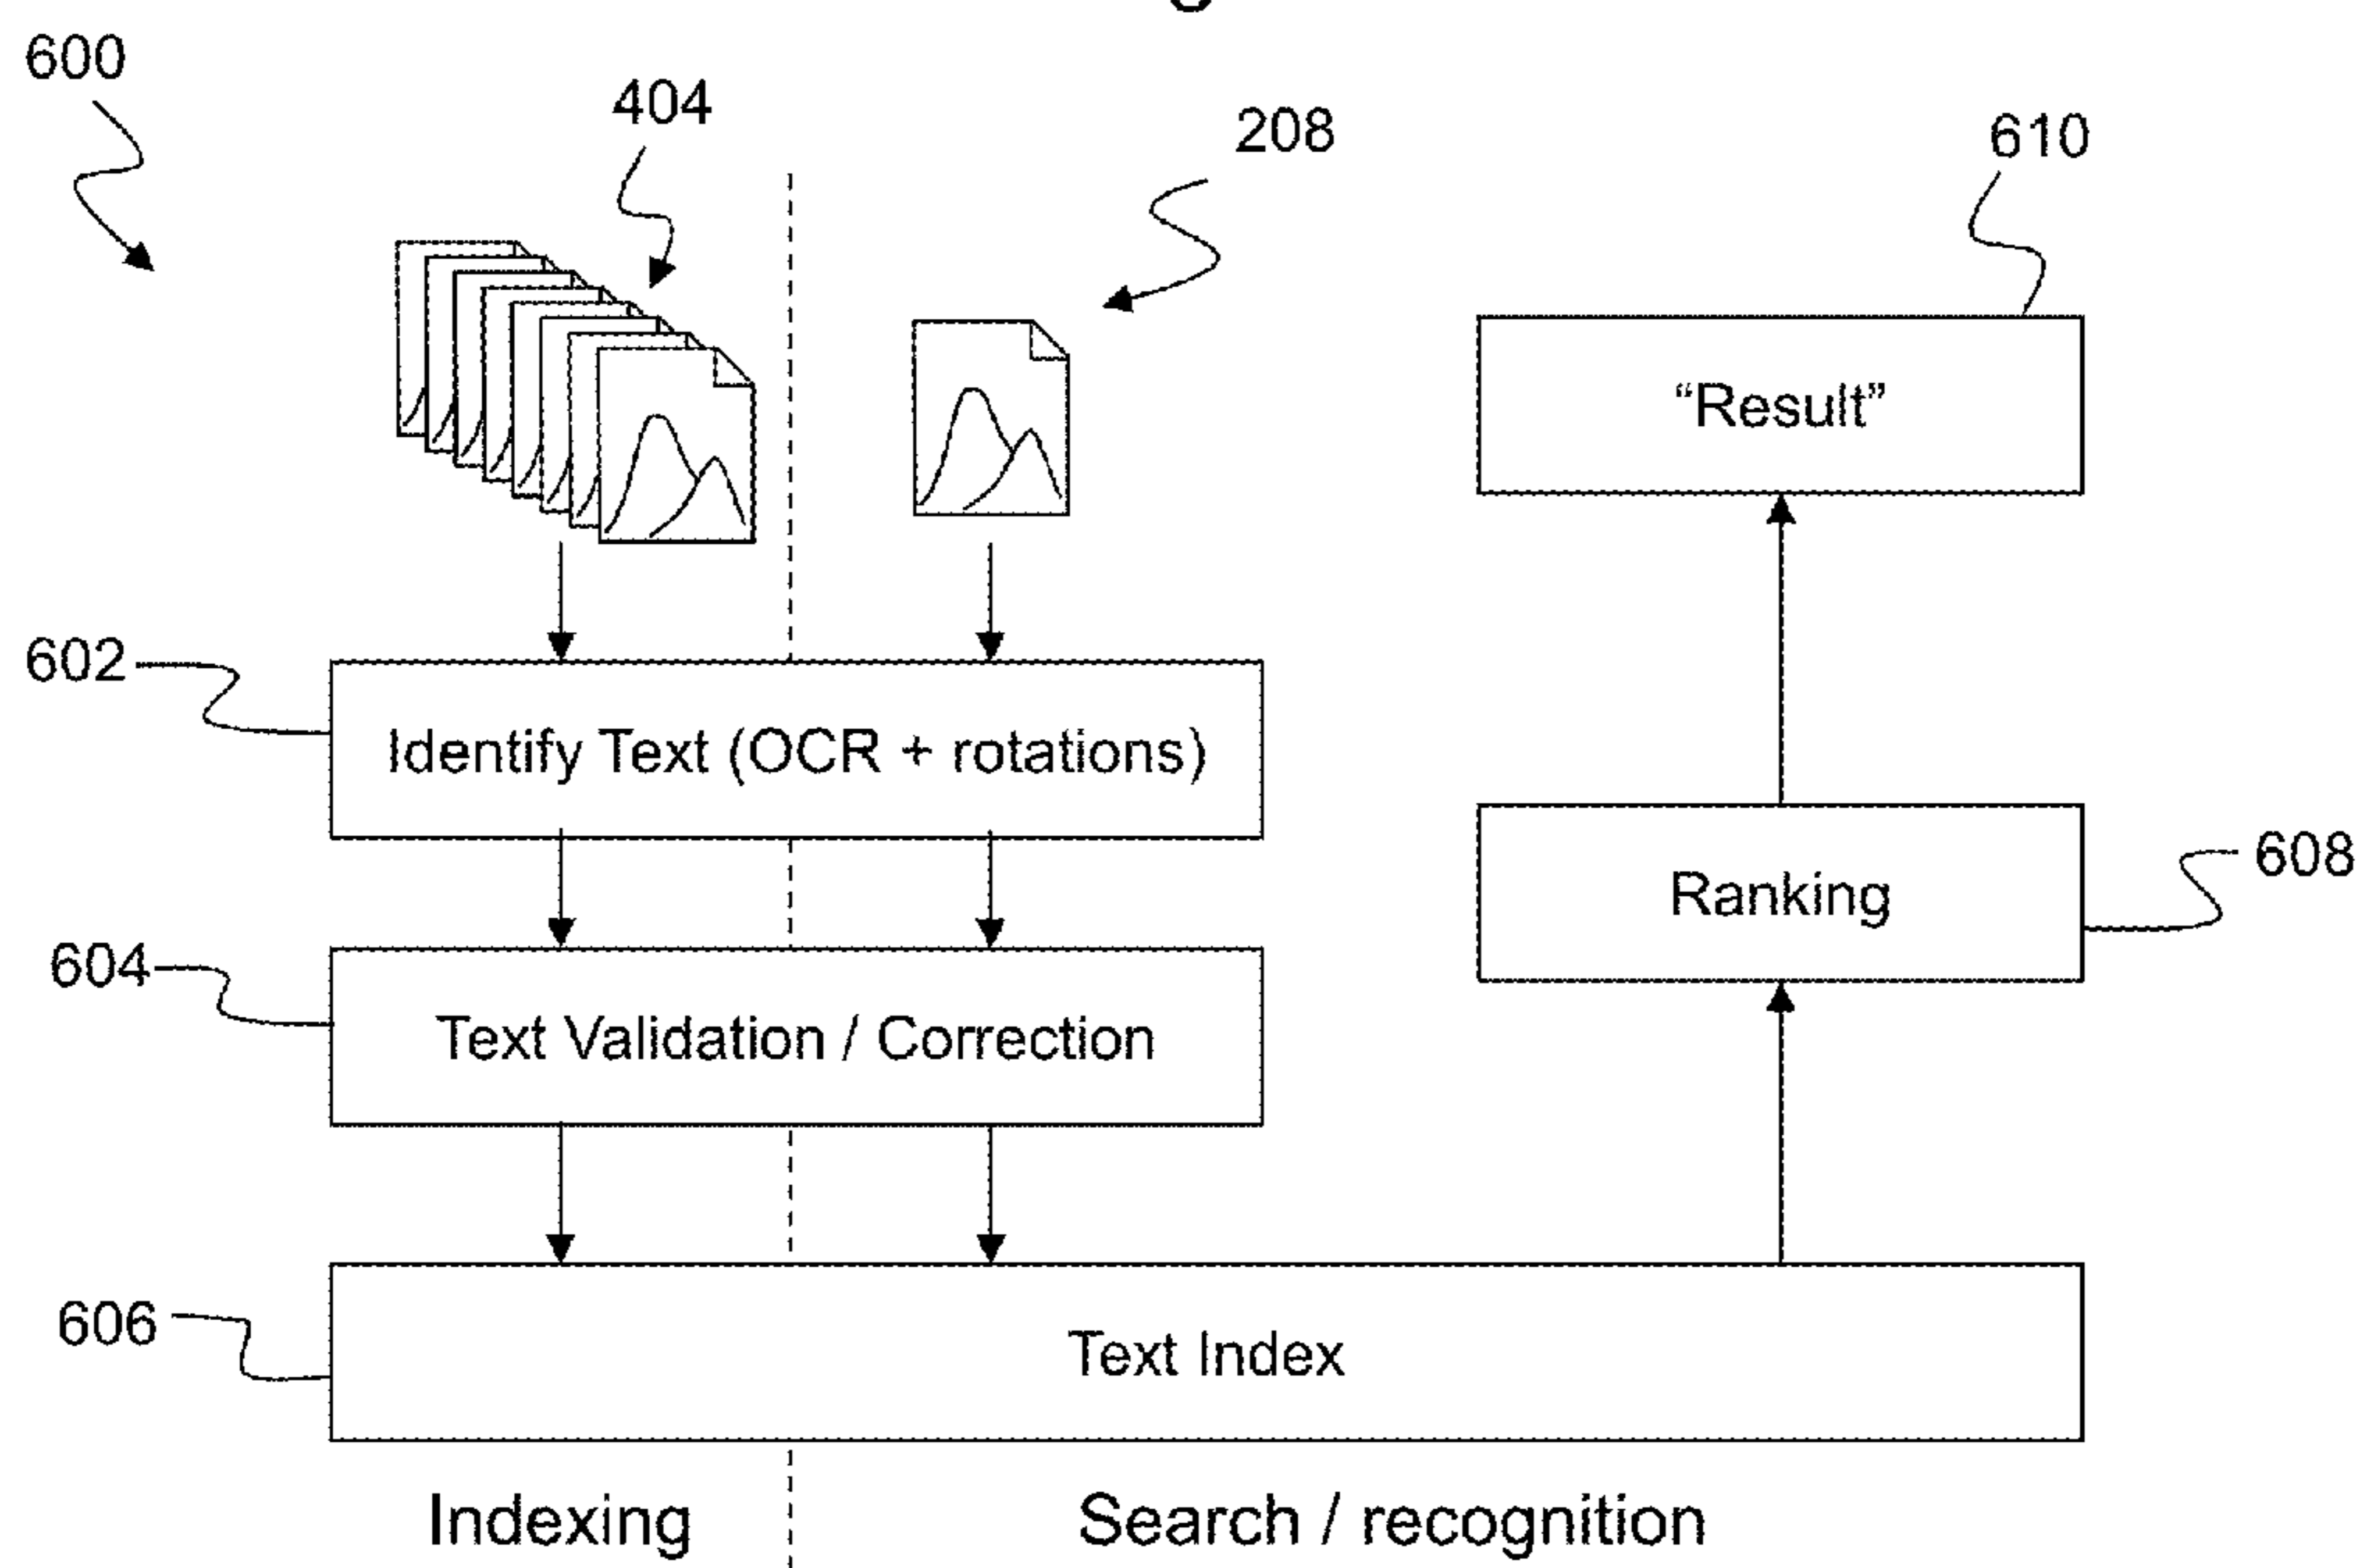 600
404
208
610
“Result”
602
Identify Text (OCR + rotations)
608
Ranking
604
Text Validation / Correction
606
Text Index
Indexing
Search / recognition